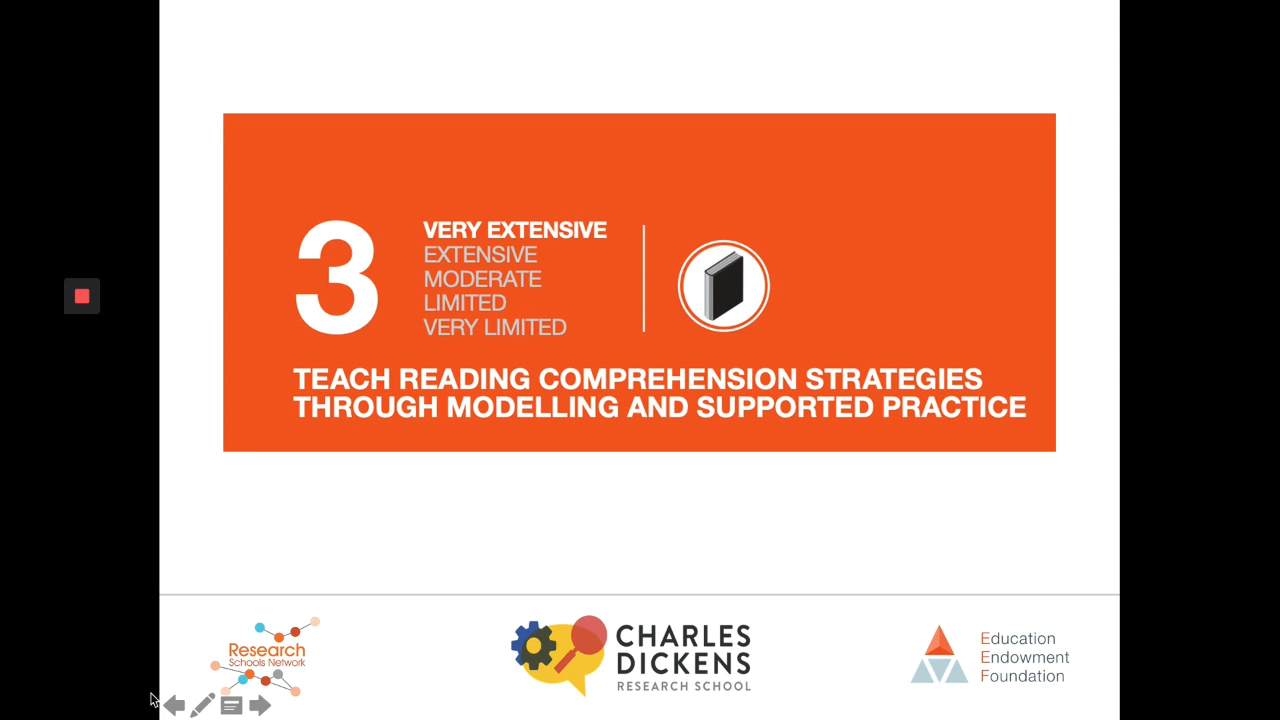 3
VERY EXTENSIVE
EXTENSIVE
MODERATE
LIMITED
VERY LIMITED
TEACH READING COMPREHENSION STRATEGIES
THROUGH MODELLING AND SUPPORTED PRACTICE
Research
Schools Network
CHARLES
DICKENS
RESEARCH SCHOOL
Education
Endowment
Foundation